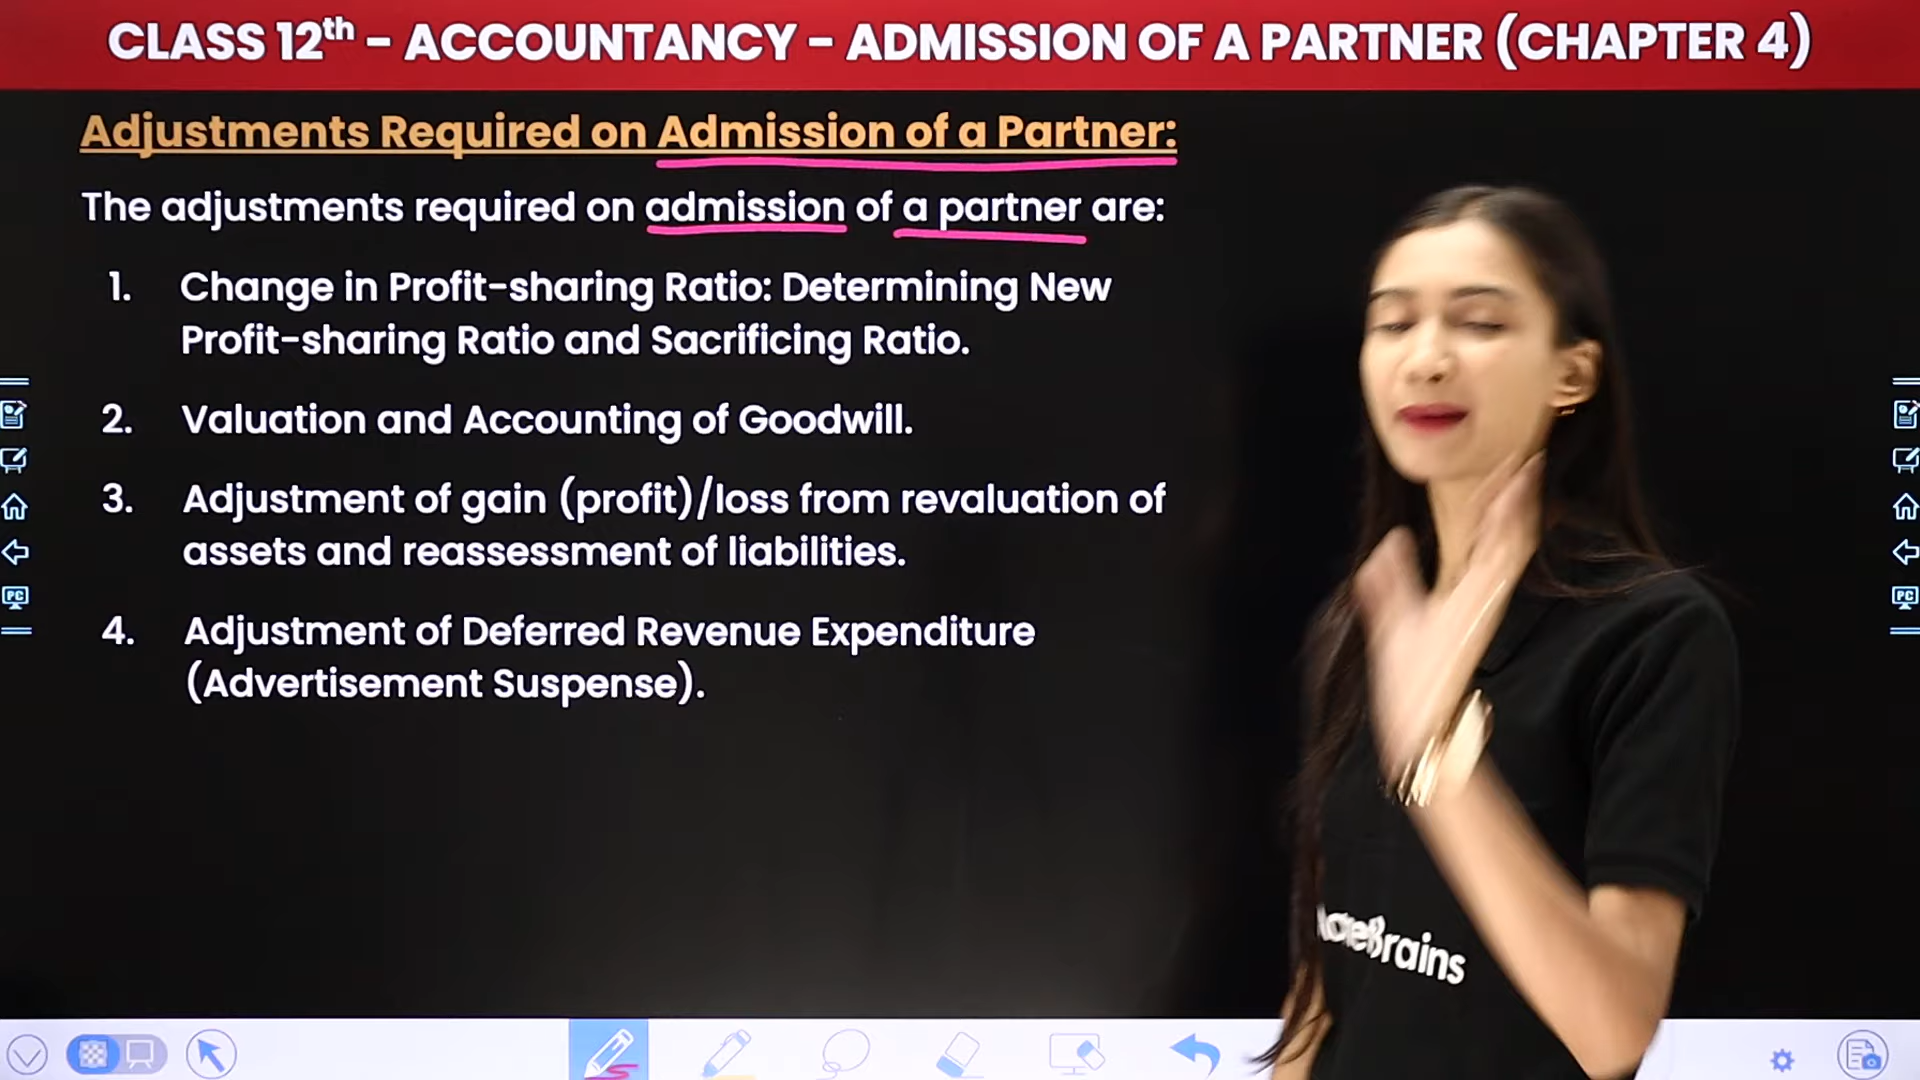 CLASS 12th - ACCOUNTANCY - ADMISSION OF A PARTNER (CHAPTER 4)
Adjustments Required on Admission of a Partner:
The adjustments required on admission of a partner are:
1. Change in Profit-sharing Ratio: Determining New
Profit-sharing Ratio and Sacrificing Ratio.
2. Valuation and Accounting of Goodwill.
3. Adjustment of gain (profit)/loss from revaluation of
assets and reassessment of liabilities.
4. Adjustment of Deferred Revenue Expenditure
(Advertisement Suspense).
PC
PC
Brains